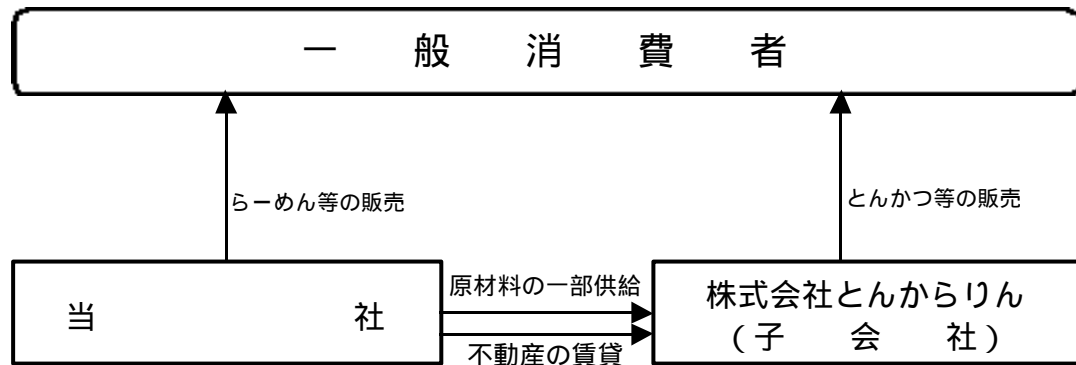 一般消費者
らーめん等の販売
とんかつ等の販売
当社
原材料の一部供給
不動産の賃貸
株式会社とんからりん
(子会社)